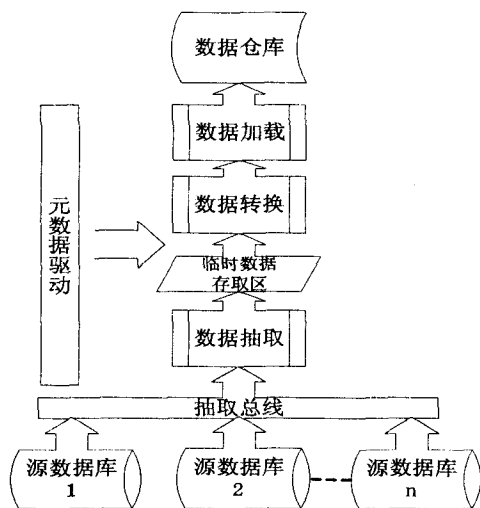 数据仓库
数据加载
数据转换
元数据驱动
临时数据
存取区
数据抽取
抽取总线
源数据库
1
源数据库
2
源数据库
n